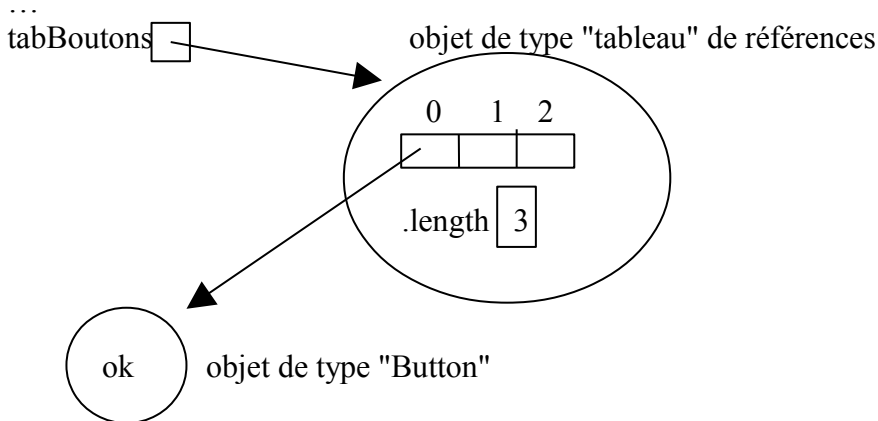 …
tabBoutons objet de type "tableau" de références
0 1 2
.length 3
ok objet de type "Button"